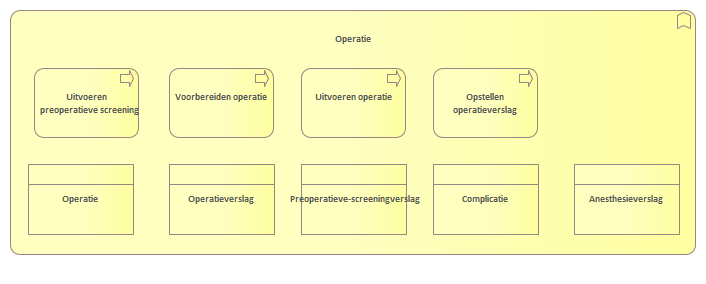 Operatie
Uitvoeren
preoperatieve screening
Voorbereiden operatie
Uitvoeren operatie
Opstellen
operatieverslag
Operatie
Operatieverslag
Preoperatieve-screeningverslag
Complicatie
Anesthesieverslag